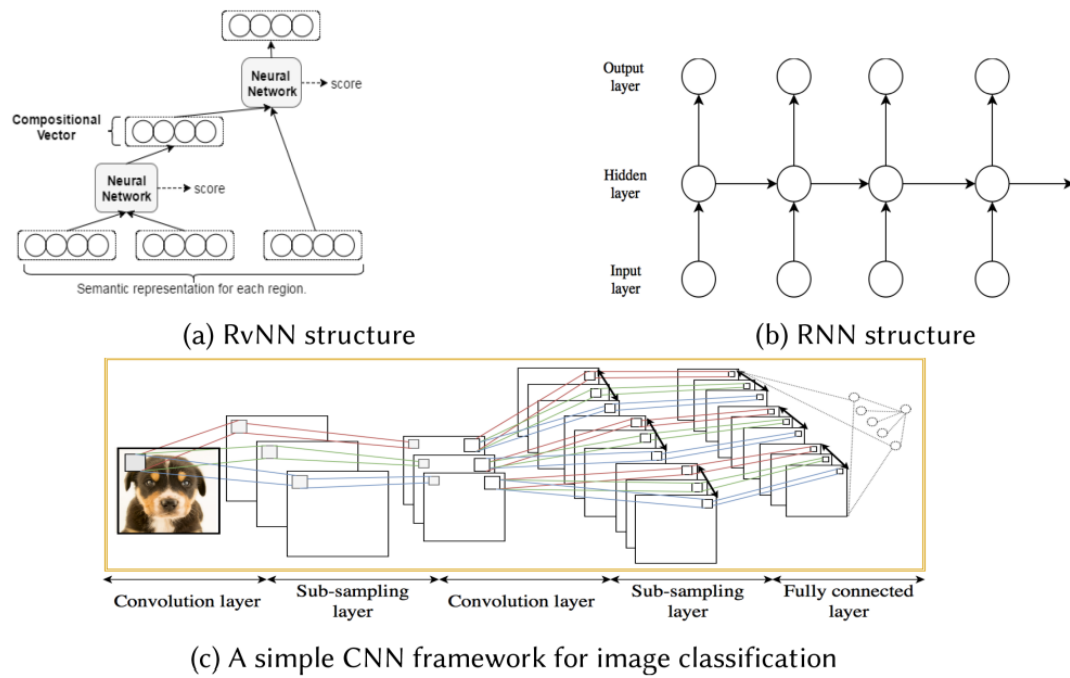 Neural
Network
score
Compositional
Vector
Neural
Network
score
Semantic representation for each region.
(a) RvNN structure
Output
layer
Hidden
layer
Input
layer
(b) RNN structure
Convolution layer
Sub-sampling
layer
Convolution layer
Sub-sampling
layer
Fully connected
layer
(c) A simple CNN framework for image classification